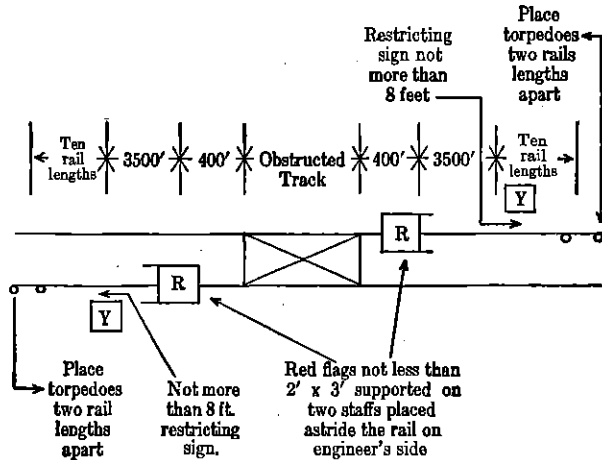 Place
torpedoes
two rails
lengths
apart
Restricting
sign not
more than
8 feet
Ten
rail
lengths
3500'
400'
Obstructed
Track
400'
3500'
Ten
rail
lengths
Y
R
R
Y
Place
torpedoes
two rail
lengths
apart
Not more
than 8 ft.
restricting
sign.
Red flags not less than
2' x 3' supported on
two staffs placed
astride the rail on
engineer's side